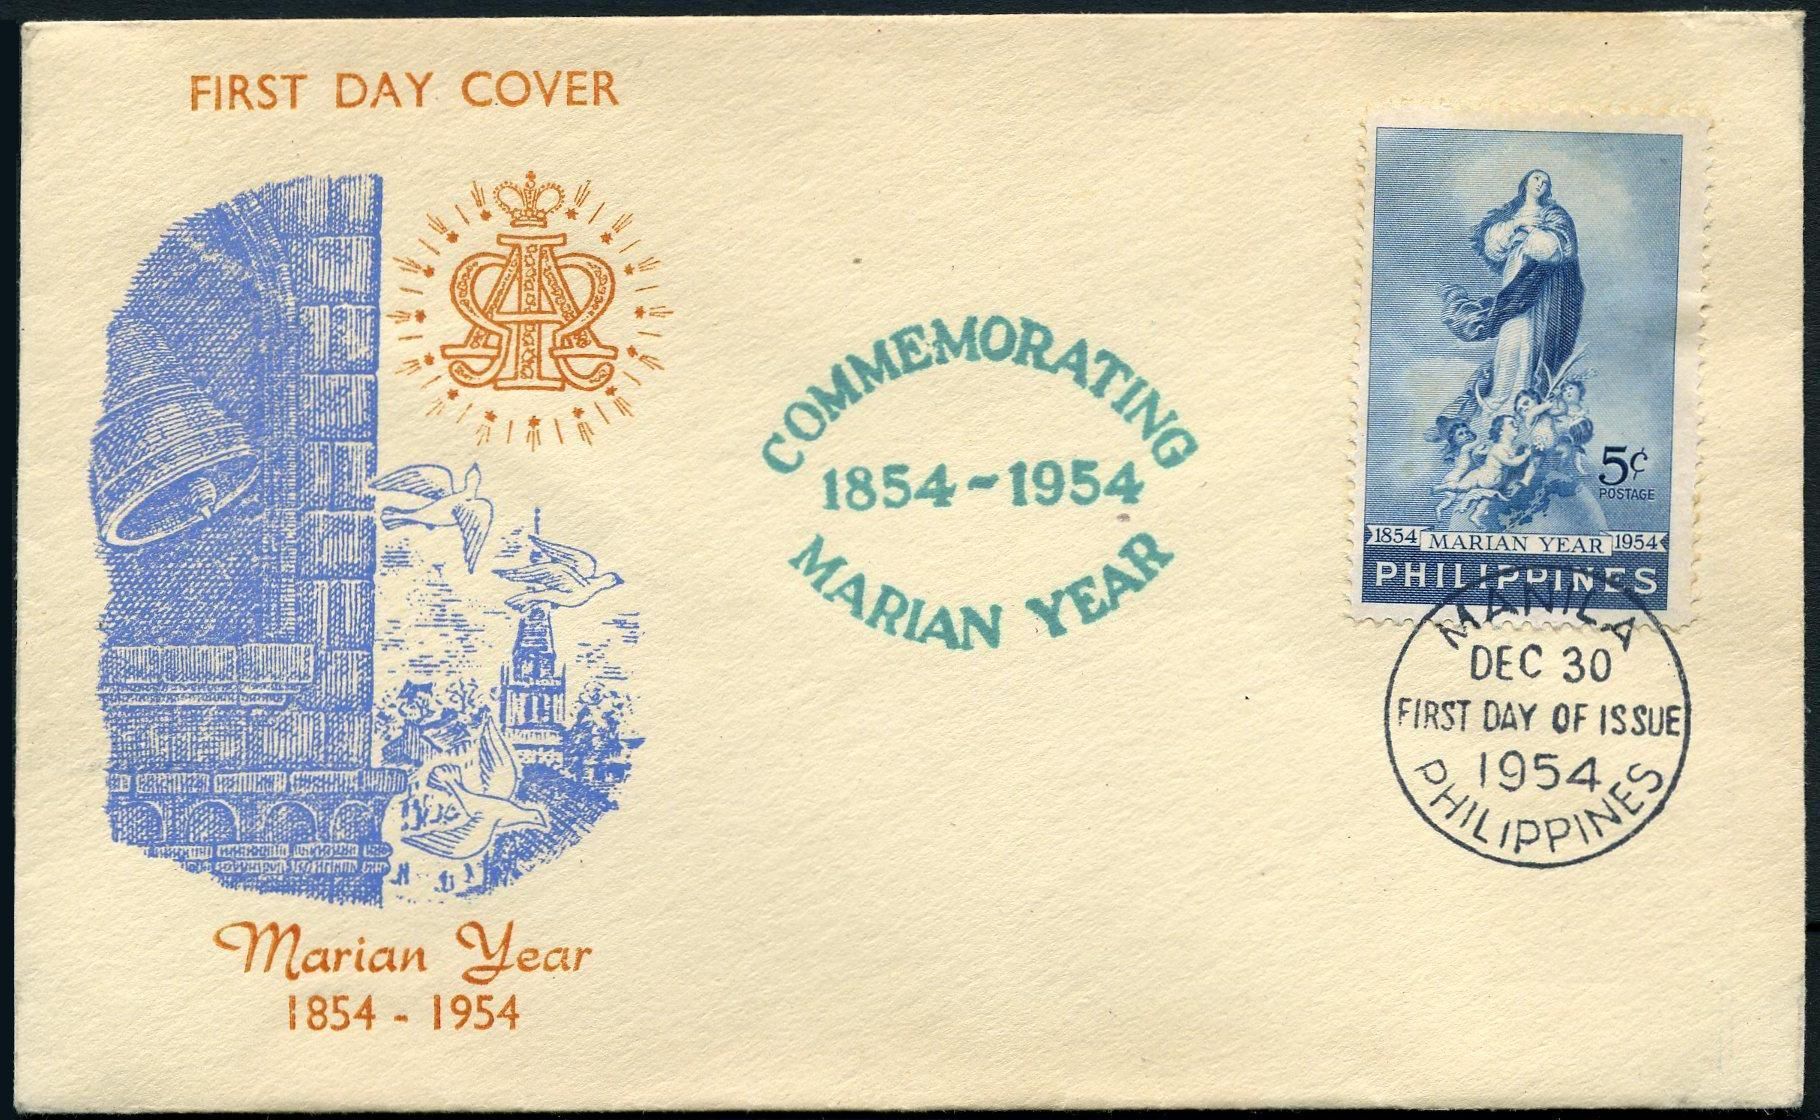 FIRST DAY COVER
COMMEMORATING
1854-1954
MARIAN YEAR
5¢
POSTAGE
1854 MARIAN YEAR 1954
PHILIPPINES
MANILA
DEC 30
FIRST DAY OF ISSUE
1954
PHILIPPINES
Marian Year
1854 - 1954